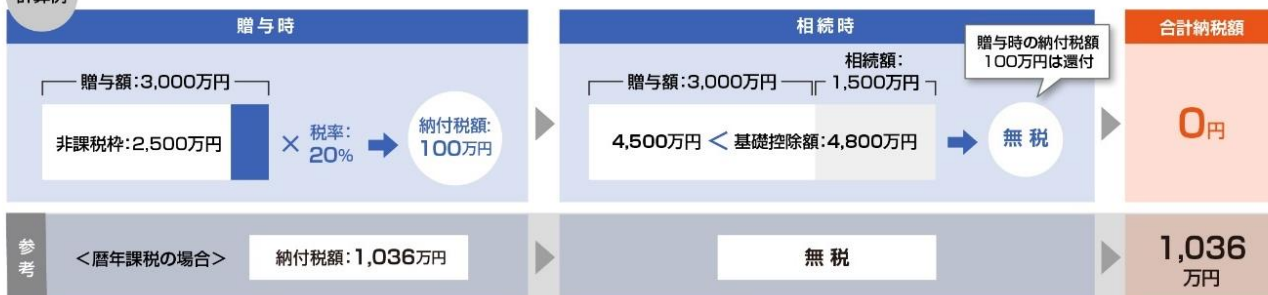 計算例
贈与時
贈与額:3,000万円
非課税枠:2,500万円
×
税率:
20%
納付税額:
100万円
相続時
贈与時の納付税額
100万円は還付
贈与額:3,000万円
相続額:
1,500万円
4,500万円 < 基礎控除額:4,800万円
無税
合計納税額
0円
参考
<暦年課税の場合>
納付税額:1,036万円
無税
1,036
万円